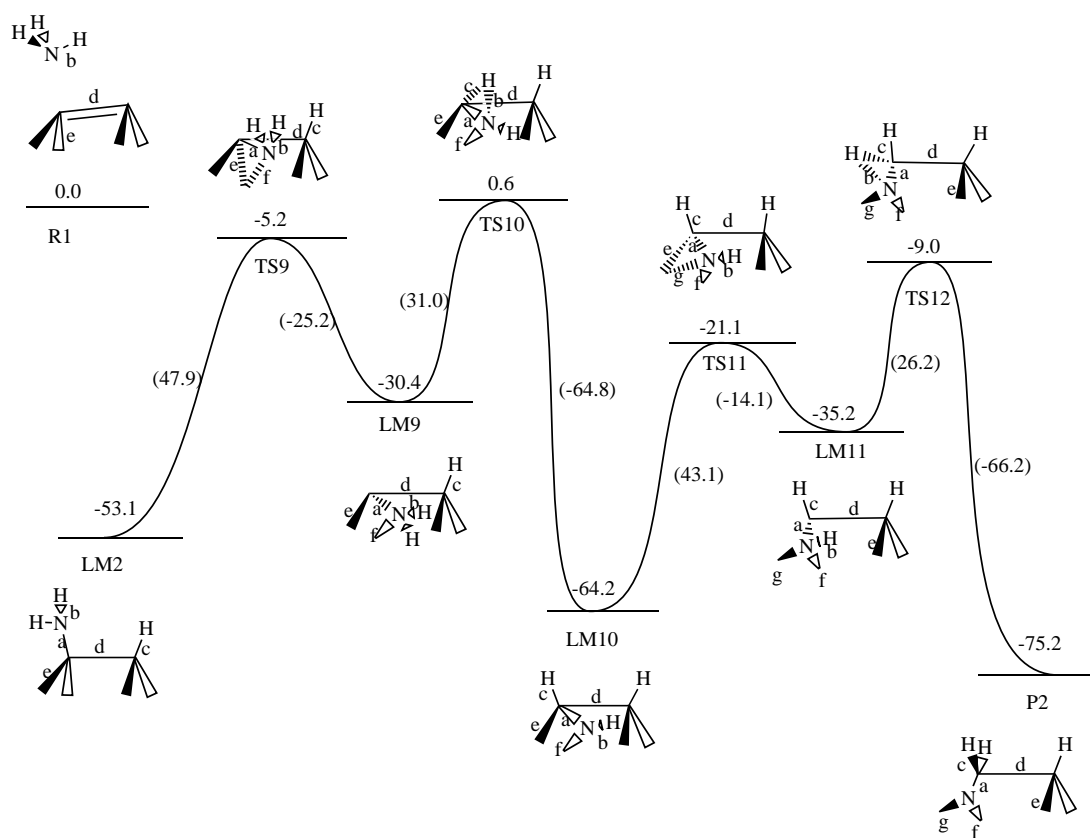 H
H
N
H
b
d
e
0.0
R1
H H
H
d
c
a
N
b
e
f
-5.2
TS9
(47.9)
(-25.2)
-53.1
LM2
H
b
H
N
a
d
H
c
e
-30.4
LM9
d
H
c
e
a
N
b
H
f
H
(31.0)
c
H
H
b
d
e
a
N
H
f
0.6
TS10
(-64.8)
-64.2
LM10
H
H
c
d
e
a
N
H
f
b
(43.1)
H
H
c
d
e
a
N
H
g
f
b
-21.1
TS11
(-14.1)
-35.2
LM11
H
H
c
d
a
N
H
b
e
g
f
(26.2)
H
H
H
c
d
a
b
N
e
g
f
-9.0
TS12
(-66.2)
-75.2
P2
H
H
H
c
d
a
N
e
g
f